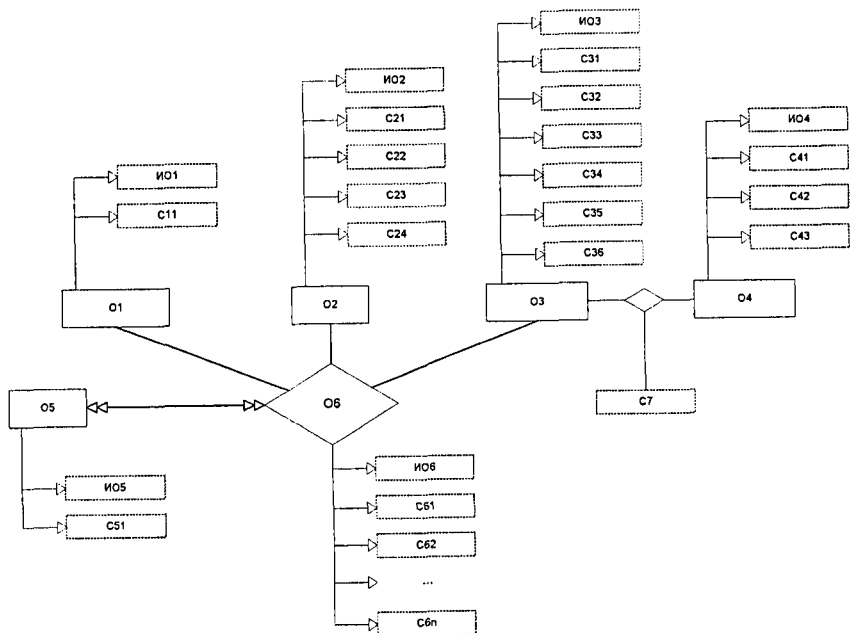 ИО1
С11
О1
ИО2
С21
С22
С23
С24
О2
ИО3
С31
С32
С33
С34
С35
С36
О3
ИО4
С41
С42
С43
О4
С7
О5
О6
ИО5
С51
ИО6
С61
С62
...
С6n